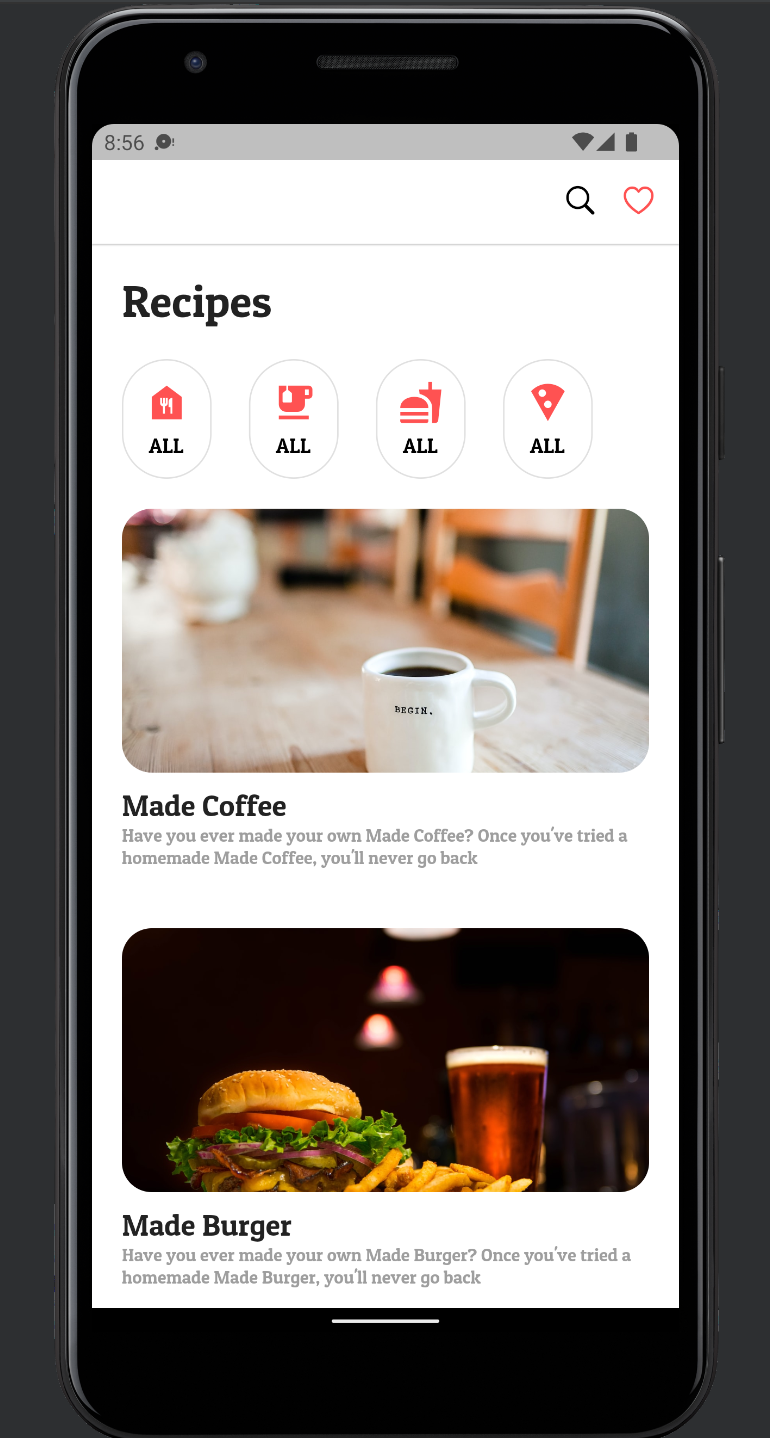 8:56
Recipes
ALL
ALL
ALL
ALL
BEGIN.
Made Coffee
Have you ever made your own Made Coffee? Once you've tried a
homemade Made Coffee, you'll never go back
Made Burger
Have you ever made your own Made Burger? Once you've tried a
homemade Made Burger, you'll never go back